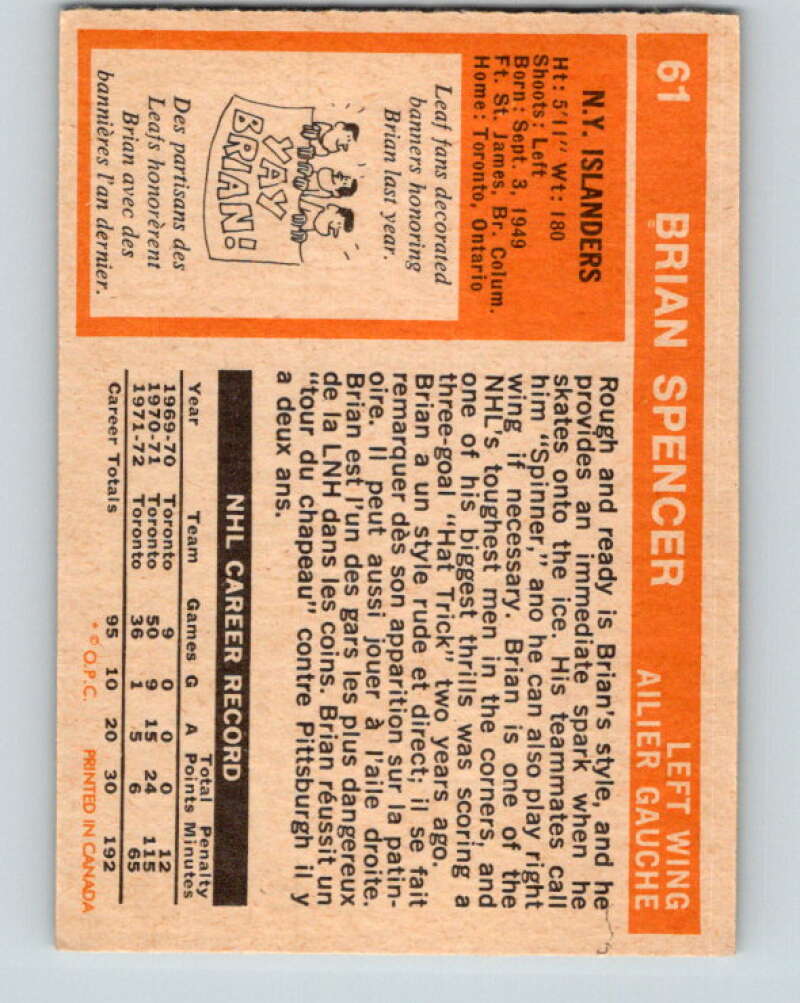 61
BRIAN SPENCER
LEFT WING
AILIER GAUCHE
N.Y. ISLANDERS
Ht: 5'11" Wt: 180
Shoots: Left
Born: Sept. 3, 1949
Ft. St. James, Br. Colum.
Home: Toronto, Ontario
Leaf fans decorated
banners honoring
Brian last year.
YAY
BRIAN!
Des partisans des
Leafs honorèrent
Brian avec des
bannières l'an dernier.
Rough and ready is Brian's style, and he
provides an immediate spark when he
skates onto the ice. His teammates call
him "Spinner," ano he can also play right
wing if necessary. Brian is one of the
NHL's toughest men in the corners, and
one of his biggest thrills was scoring a
three-goal "Hat Trick" two years ago.
Brian a un style rude et direct; il se fait
remarquer dès son apparition sur la patin-
oire. Il peut aussi jouer à l'aile droite.
Brian est l'un des gars les plus dangereux
de la LNH dans les coins. Brian réussit un
"tour du chapeau" contre Pittsburgh il y
a deux ans.
NHL CAREER RECORD
Total Penalty
Year Team Games G A Points Minutes
1969-70 Toronto 9 0 0 0 12
1970-71 Toronto 50 9 15 24 115
1971-72 Toronto 36 1 5 6 65
Career Totals 95 10 20 30 192
* © O.P.C. PRINTED IN CANADA